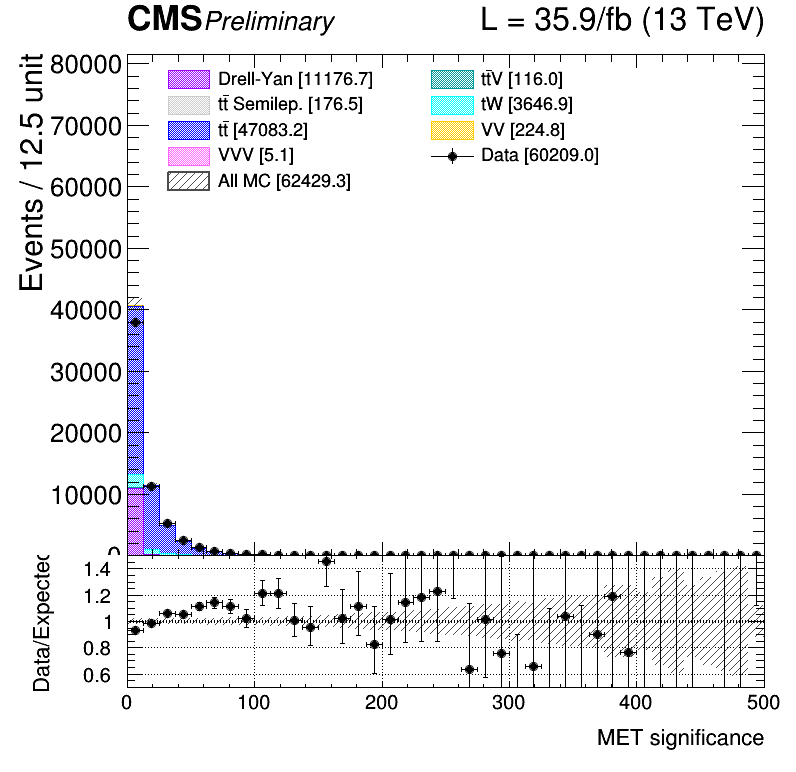 CMS Preliminary L = 35.9/fb (13 TeV)
Events / 12.5 unit
80000
70000
60000
50000
40000
30000
20000
10000
0
Drell-Yan [11176.7]
tt̄ Semilep. [176.5]
tt̄ [47083.2]
VVV [5.1]
All MC [62429.3]
tt̄V [116.0]
tW [3646.9]
VV [224.8]
Data [60209.0]
Data/Expected
1.4
1.2
1
0.8
0.6
0 100 200 300 400 500
MET significance